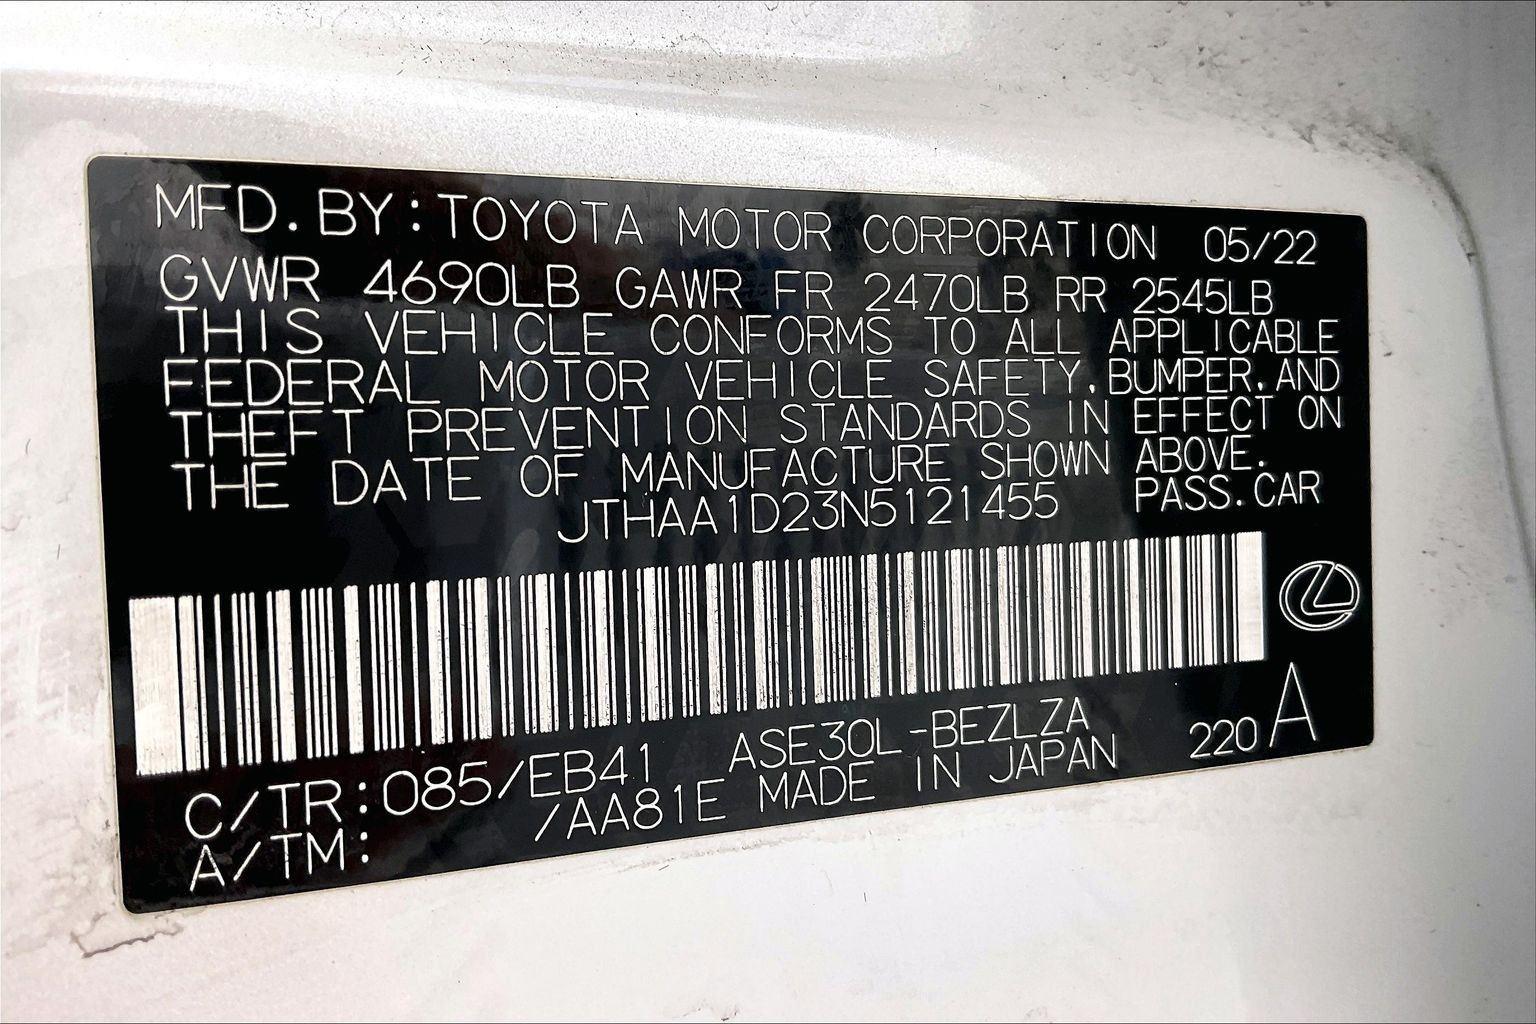 MFD. BY: TOYOTA MOTOR CORPORATION 05/22
GVWR 4690LB GAWR FR 2470LB RR 2545LB
THIS VEHICLE CONFORMS TO ALL APPLICABLE
FEDERAL MOTOR VEHICLE SAFETY, BUMPER, AND
THEFT PREVENTION STANDARDS IN EFFECT ON
THE DATE OF MANUFACTURE SHOWN ABOVE.
JTHAA1D23N5121455 PASS. CAR
C/TR: 085/EB41 ASE30L-BEZLZA
A/TM: /AA81E MADE IN JAPAN 220 A